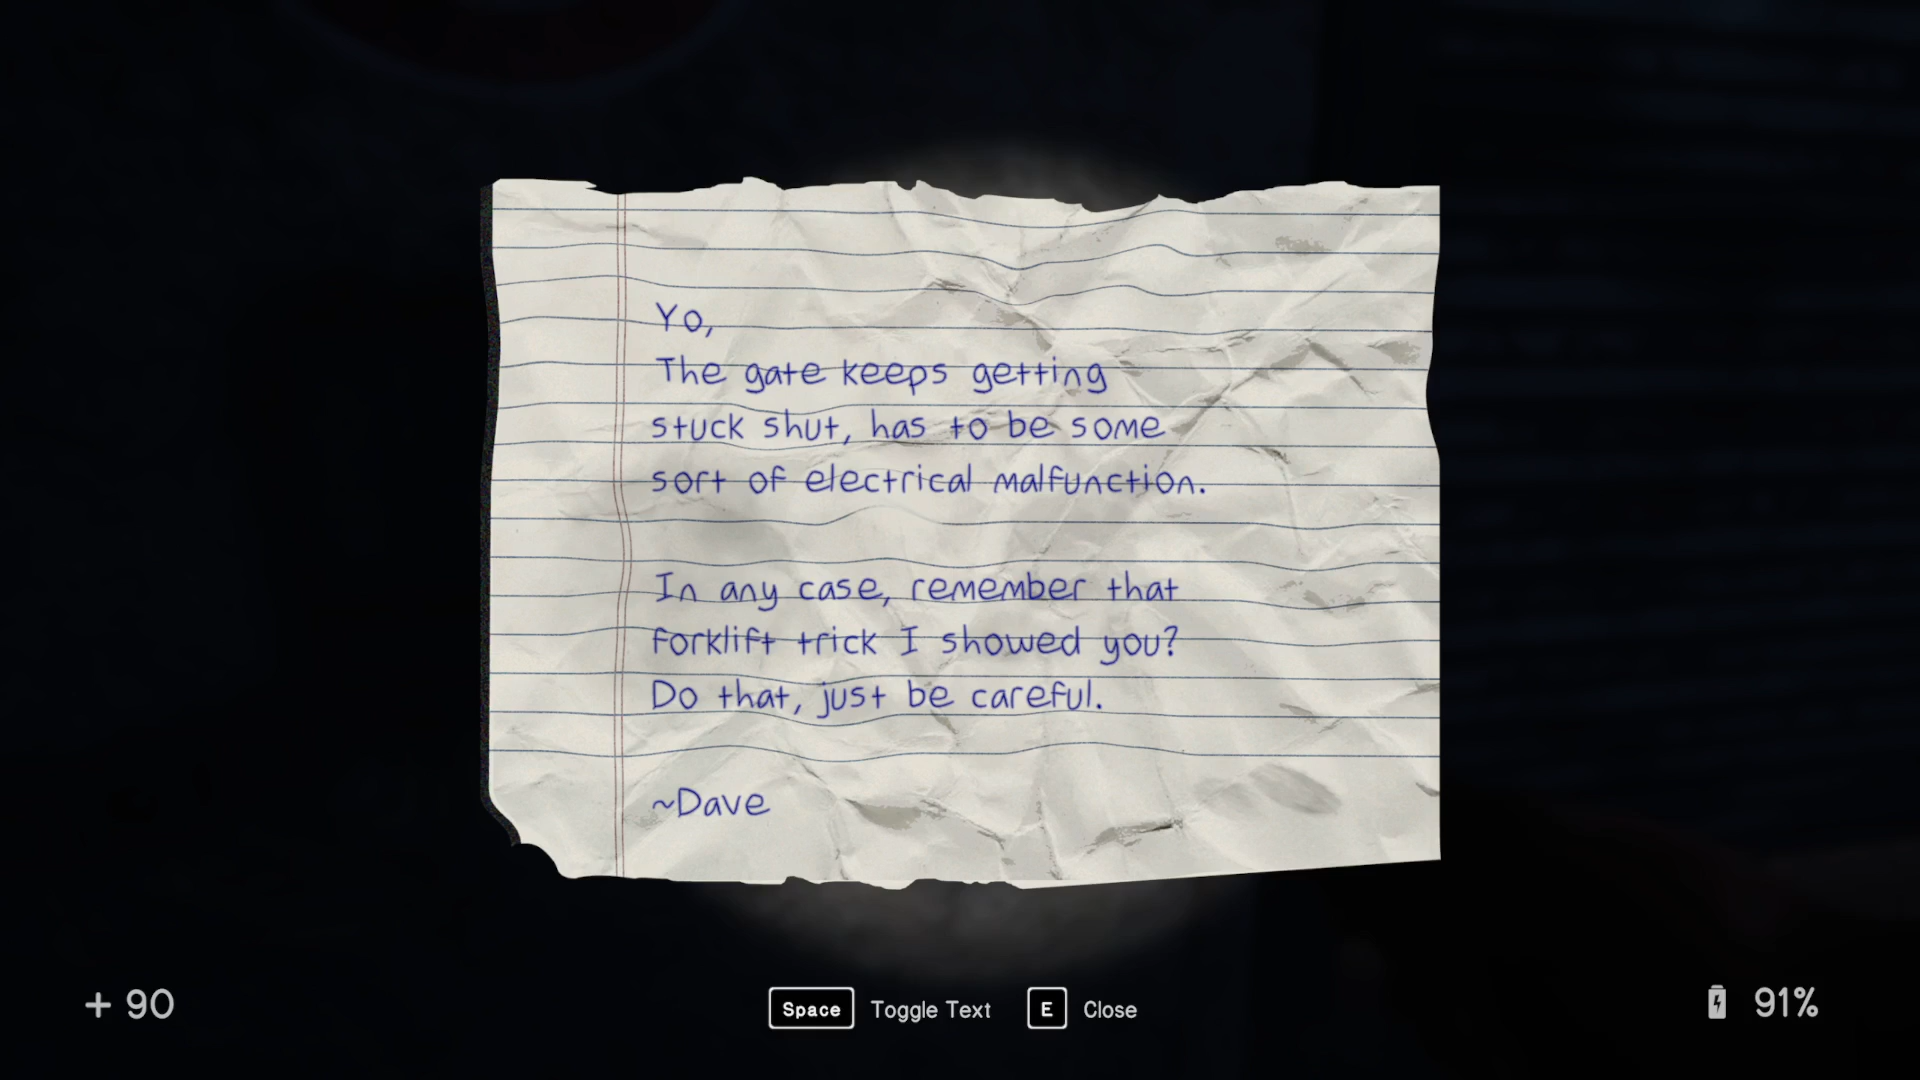 Yo,
The gate keeps getting
stuck shut, has to be some
sort of electrical malfunction.
In any case, remember that
forklift trick I showed you?
Do that, just be careful.
~Dave
+ 90
Space Toggle Text E Close
91%